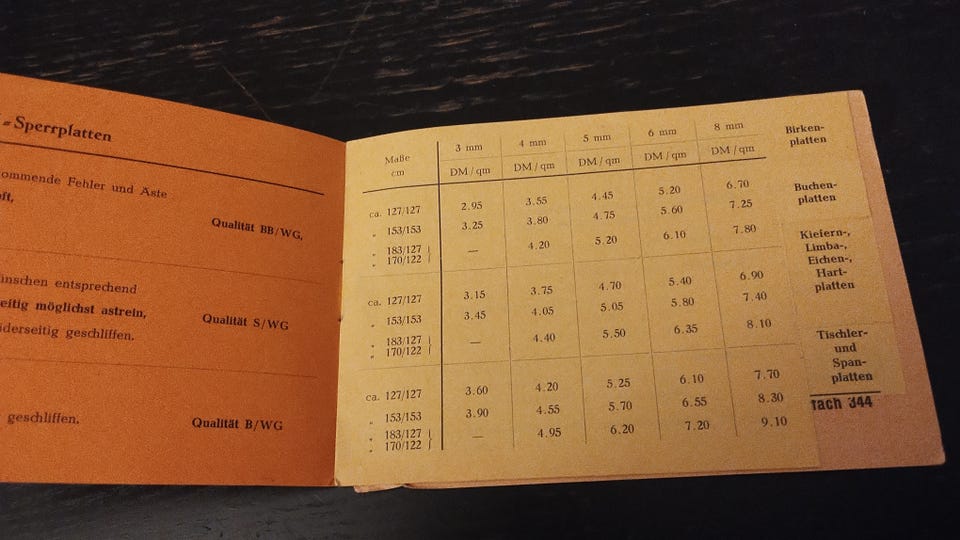 -Sperrplatten
ommende Fehler und Äste
Qualität BB/WG,
entsprechend
eitig möglichst astrein,
Qualität S/WG
iderseitig geschliffen,
geschliffen,
Qualität B/WG
Maße cm 3 mm 4 mm 5 mm 6 mm 8 mm
DM/qm DM/qm DM/qm DM/qm DM/qm
ca. 127/127 2.95 3.55 4.45 5.20 6.70
„ 153/153 3.25 3.80 4.75 5.60 7.25
„ 183/127 } — 4.20 5.20 6.10 7.80
„ 170/122 }
ca. 127/127 3.15 3.75 4.70 5.40 6.90
„ 153/153 3.45 4.05 5.05 5.80 7.40
„ 183/127 } — 4.40 5.50 6.35 8.10
„ 170/122 }
ca. 127/127 3.60 4.20 5.25 6.10 7.70
„ 153/153 3.90 4.55 5.70 6.55 8.30
„ 183/127 } — 4.95 6.20 7.20 9.10
„ 170/122 }
Birken-
platten
Buchen-
platten
Kiefern-,
Limba-,
Eichen-,
Hart-
platten
Tischler-
und
Span-
platten
fach 344